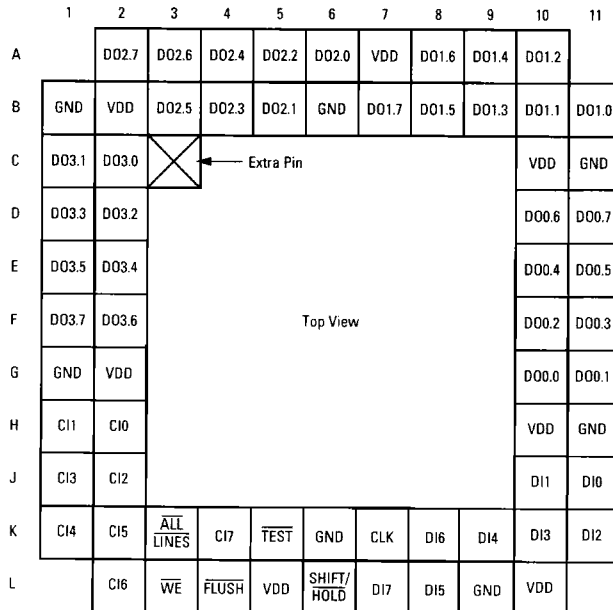 1 2 3 4 5 6 7 8 9 10 11
A DO2.7 DO2.6 DO2.4 DO2.2 DO2.0 VDD DO1.6 DO1.4 DO1.2
B GND VDD DO2.5 DO2.3 DO2.1 GND DO1.7 DO1.5 DO1.3 DO1.1 DO1.0
C DO3.1 DO3.0 Extra Pin VDD GND
D DO3.3 DO3.2 DO0.6 DO0.7
E DO3.5 DO3.4 DO0.4 DO0.5
F DO3.7 DO3.6 Top View DO0.2 DO0.3
G GND VDD DO0.0 DO0.1
H CI1 CI0 VDD GND
J CI3 CI2 DI1 DI0
K CI4 CI5 ALL LINES CI7 TEST GND CLK DI6 DI4 DI3 DI2
L CI6 WE FLUSH VDD SHIFT/HOLD DI7 DI5 GND VDD